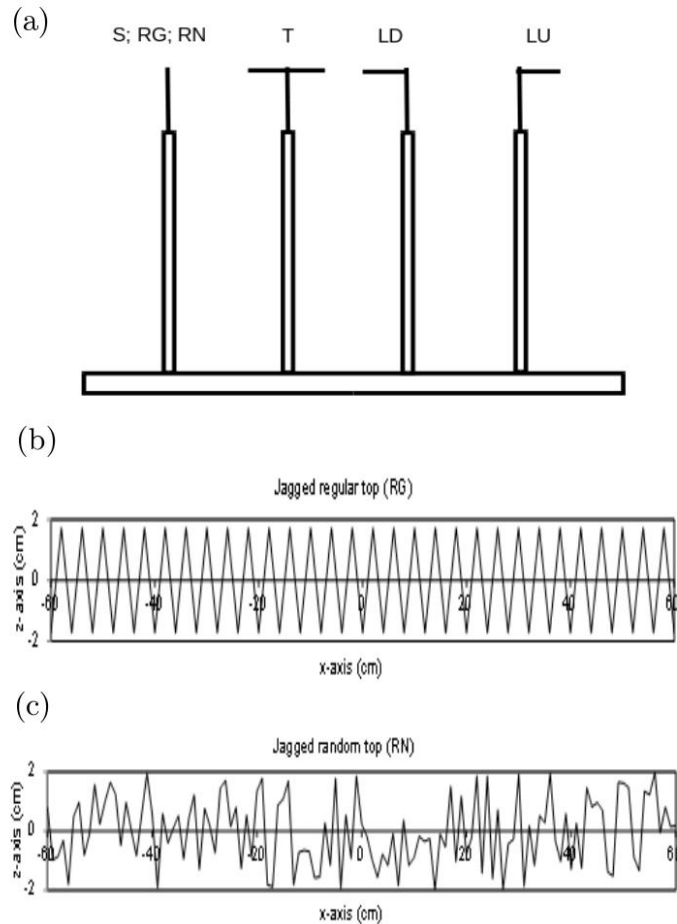 (a)
S; RG; RN T LD LU
(b)
Jagged regular top (RG)
2
0
-2
z-axis (cm)
-60 -40 -20 0 20 40 60
x-axis (cm)
(c)
Jagged random top (RN)
2
0
-2
z-axis (cm)
-60 -40 -20 0 20 40 60
x-axis (cm)